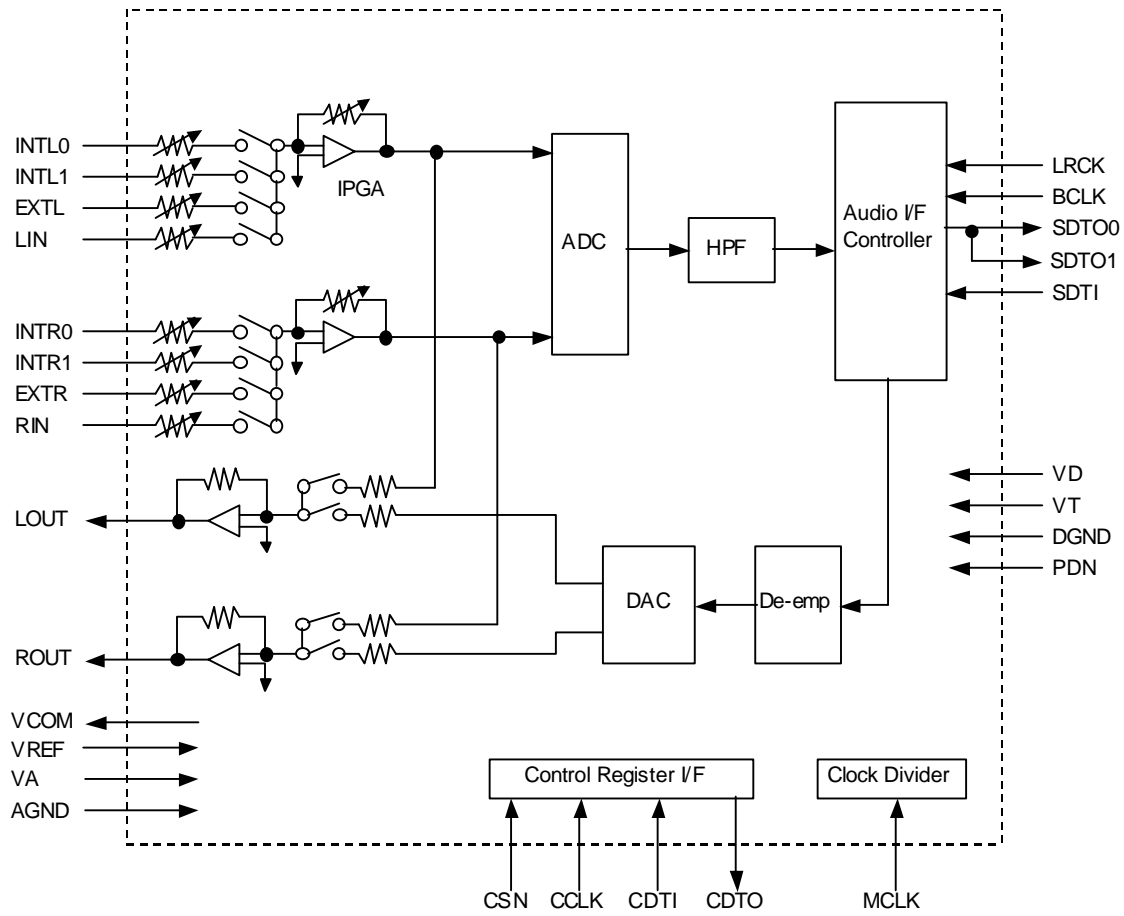 INTL0
INTL1
EXTL
LIN
IPGA
INTR0
INTR1
EXTR
RIN
ADC
HPF
Audio I/F
Controller
LRCK
BCLK
SDTO0
SDTO1
SDTI
LOUT
ROUT
DAC
De-emp
VD
VT
DGND
PDN
VCOM
VREF
VA
AGND
Control Register I/F
Clock Divider
CSN
CCLK
CDTI
CDTO
MCLK